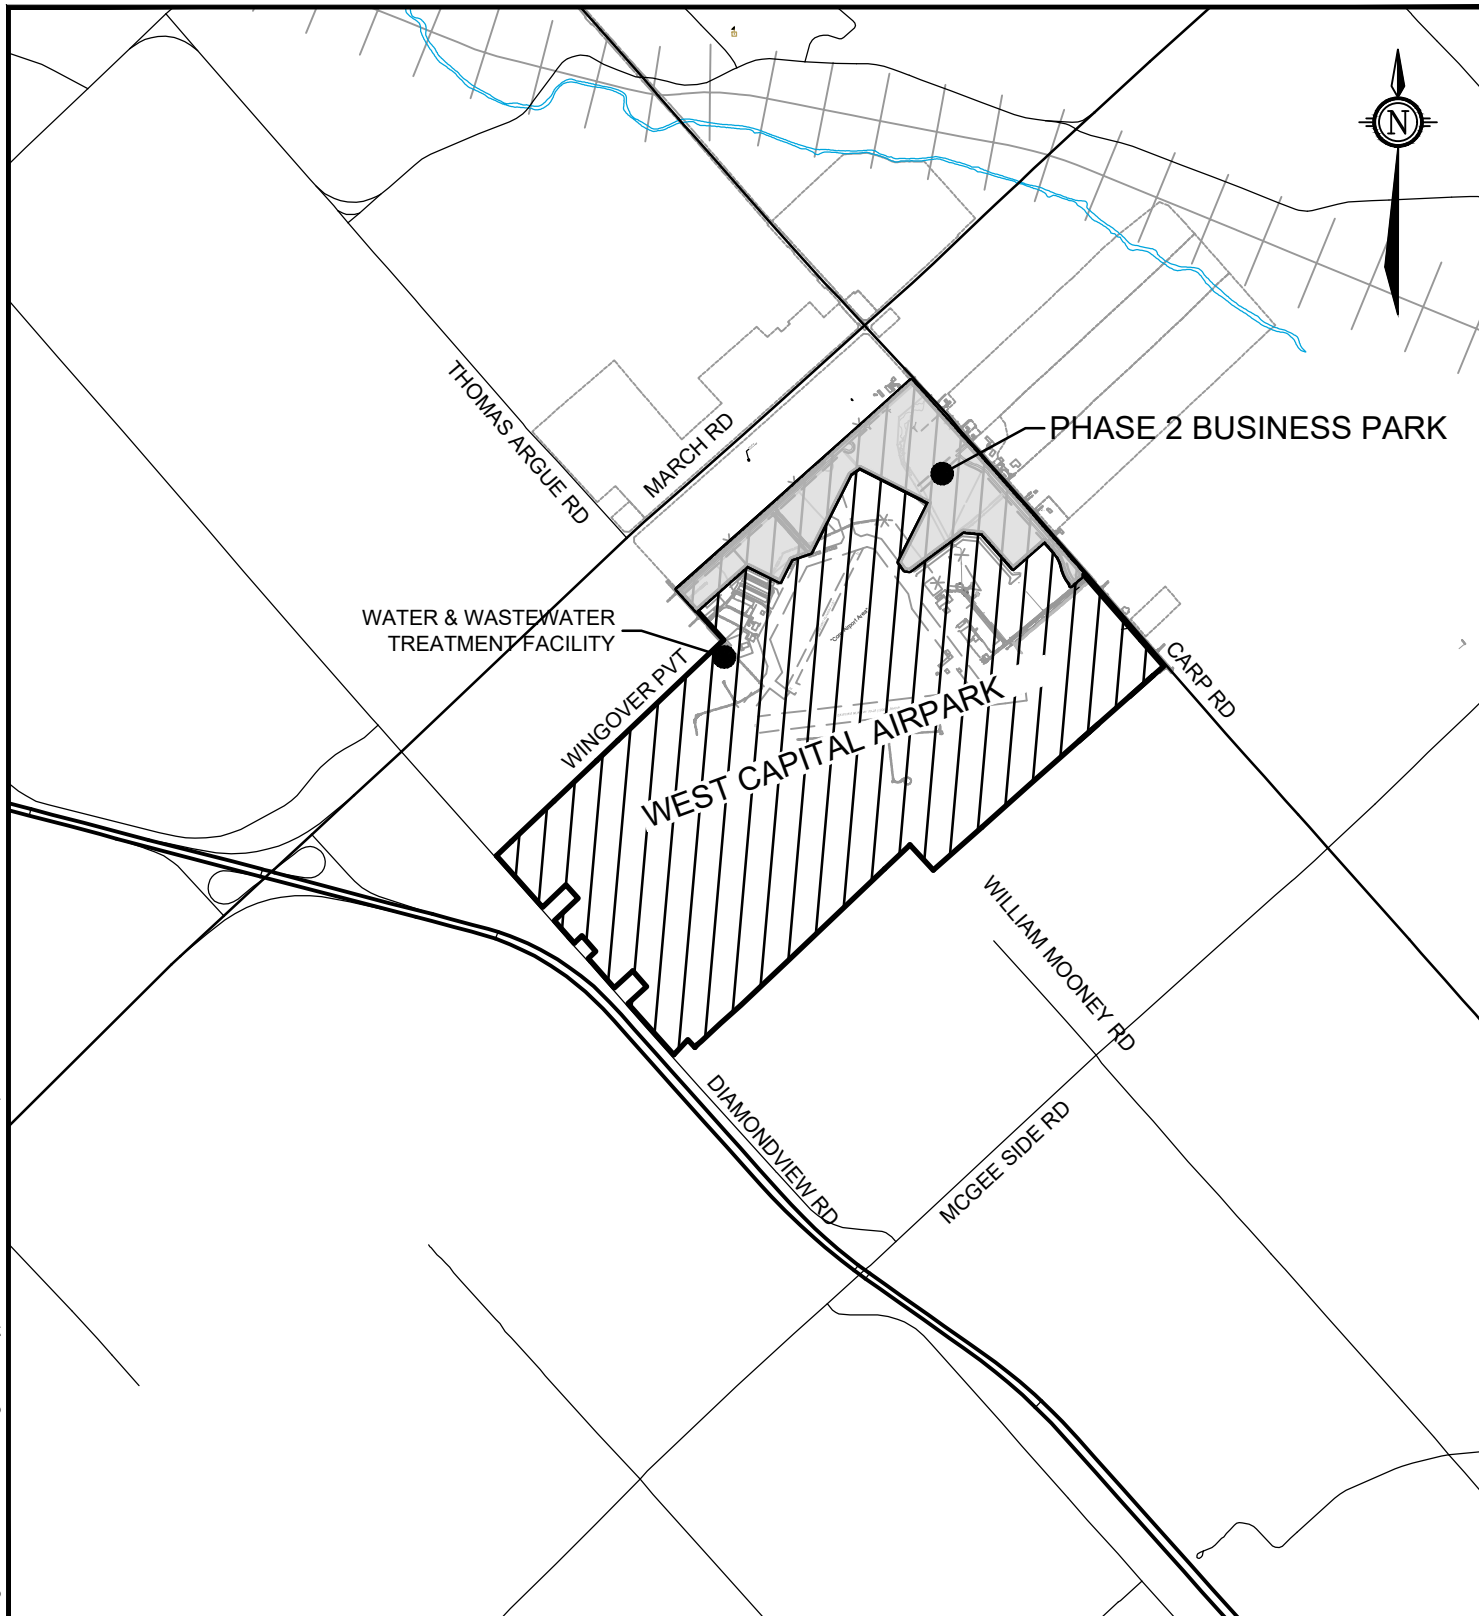 N
PHASE 2 BUSINESS PARK
THOMAS ARGUE RD
MARCH RD
WATER & WASTEWATER
TREATMENT FACILITY
WINGOVER PVT
CARP RD
WEST CAPITAL AIRPARK
WILLIAM MOONEY RD
DIAMONDVIEW RD
MCGEE SIDE RD